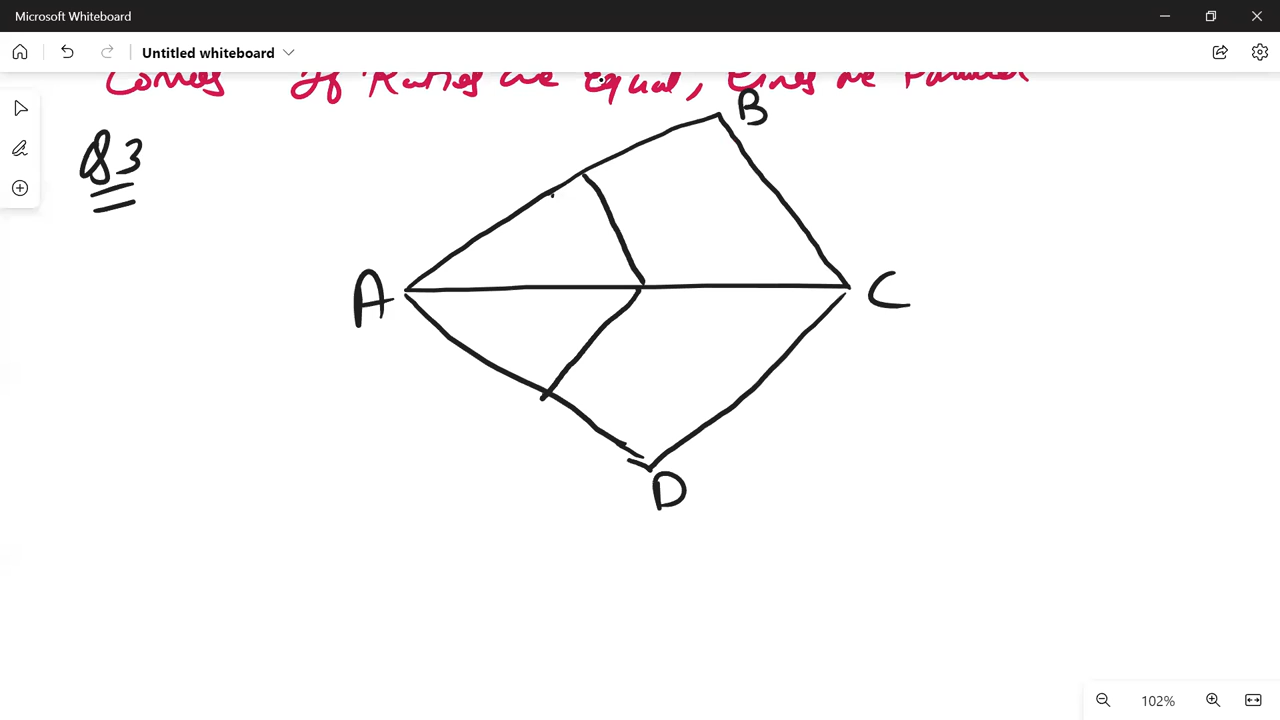 Microsoft Whiteboard
Untitled whiteboard
If Ratios are Equal, Lines are Parallel
Q3
B
A
C
D
102%